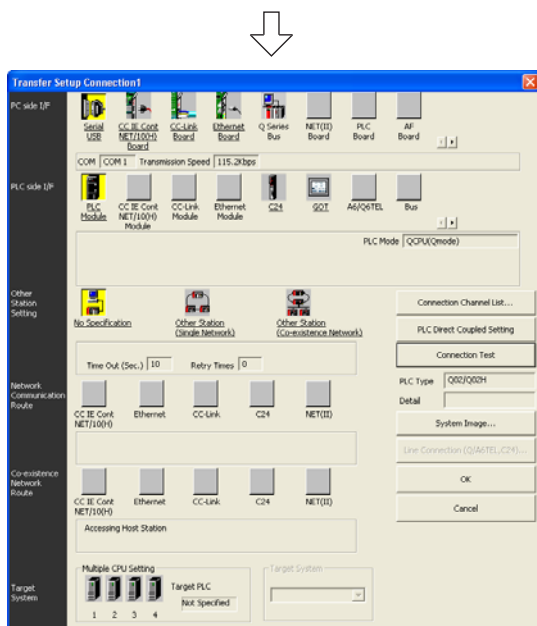 Transfer Setup Connection1
PC side I/F
Serial USB
CC IE Cont NET/10(H) Board
CC-Link Board
Ethernet Board
Q Series Bus
NET(II) Board
PLC Board
AF Board
COM COM 1 Transmission Speed 115.2Kbps
PLC side I/F
PLC Module
CC IE Cont NET/10(H) Module
CC-Link Module
Ethernet Module
C24
GOT
A6/Q6TEL
Bus
PLC Mode QCPU(Qmode)
Other Station Setting
No Specification
Other Station (Single Network)
Other Station (Co-existence Network)
Time Out (Sec.) 10 Retry Times 0
Connection Channel List...
PLC Direct Coupled Setting
Connection Test
PLC Type Q02/Q02H
Detail
System Image...
Line Connection (Q/A6TEL,C24)...
OK
Cancel
Network Communication Route
CC IE Cont NET/10(H)
Ethernet
CC-Link
C24
NET(II)
Co-existence Network Route
CC IE Cont NET/10(H)
Ethernet
CC-Link
C24
NET(II)
Accessing Host Station
Target System
Multiple CPU Setting
1 2 3 4
Target PLC
Not Specified
Target System